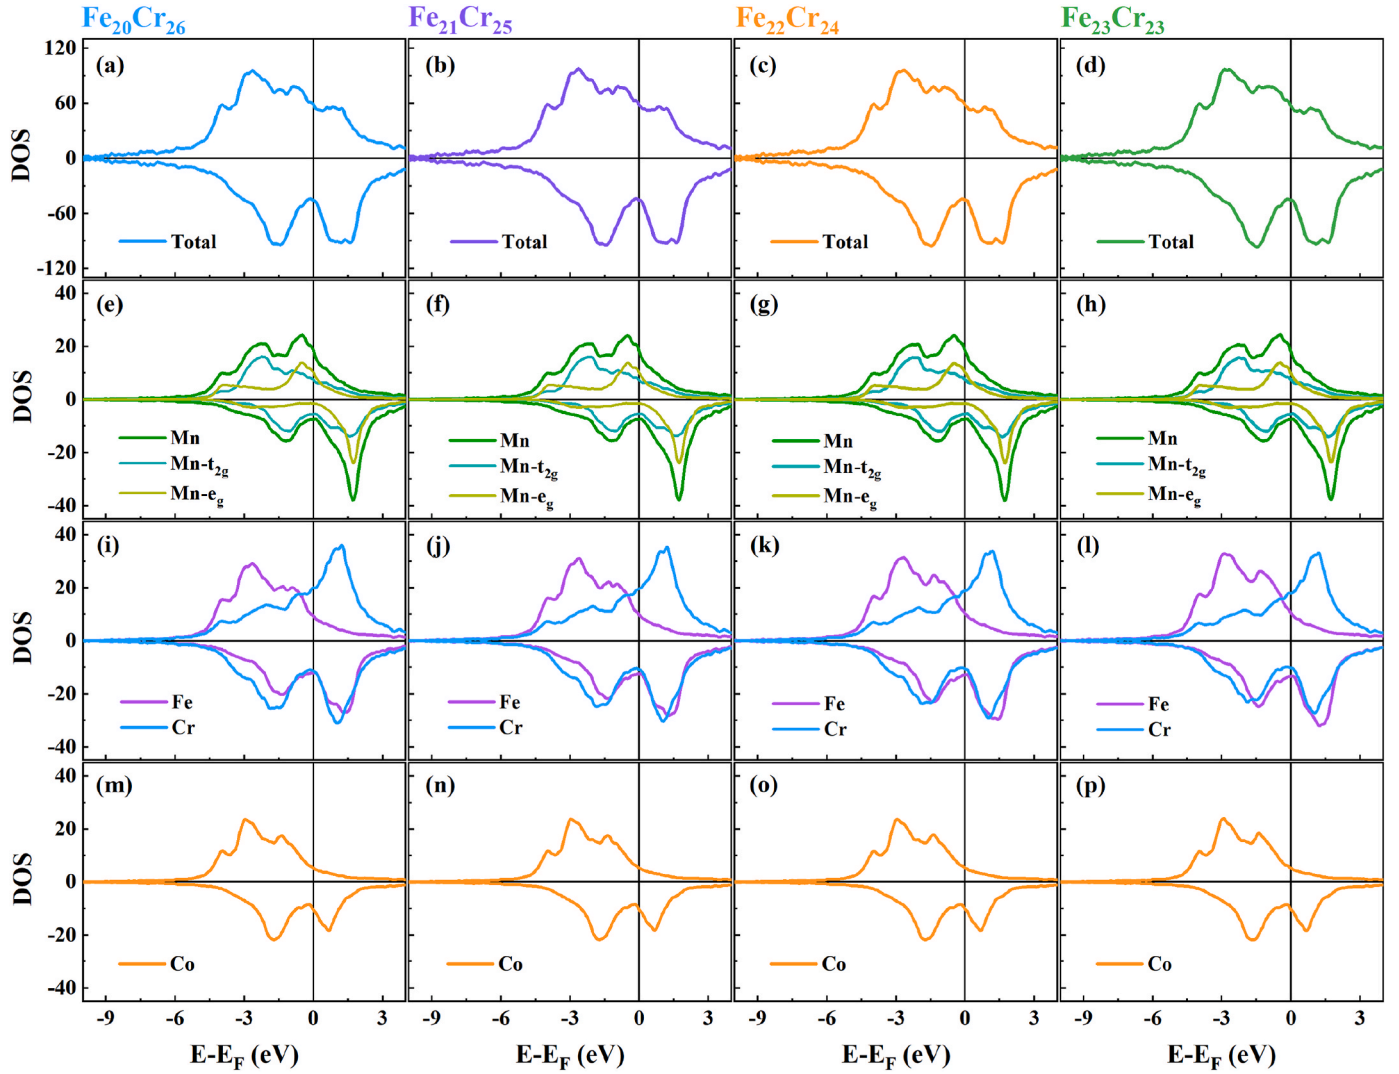 Fe20Cr26 Fe21Cr25 Fe22Cr24 Fe23Cr23
120
60
0
-60
-120
DOS
(a) (b) (c) (d)
Total Total Total Total
40
20
0
-20
-40
DOS
(e) (f) (g) (h)
Mn Mn Mn Mn
Mn-t2g Mn-t2g Mn-t2g Mn-t2g
Mn-eg Mn-eg Mn-eg Mn-eg
40
20
0
-20
-40
DOS
(i) (j) (k) (l)
Fe Fe Fe Fe
Cr Cr Cr Cr
40
20
0
-20
-40
DOS
(m) (n) (o) (p)
Co Co Co Co
-9 -6 -3 0 3 -9 -6 -3 0 3 -9 -6 -3 0 3 -9 -6 -3 0 3
E-EF (eV) E-EF (eV) E-EF (eV) E-EF (eV)